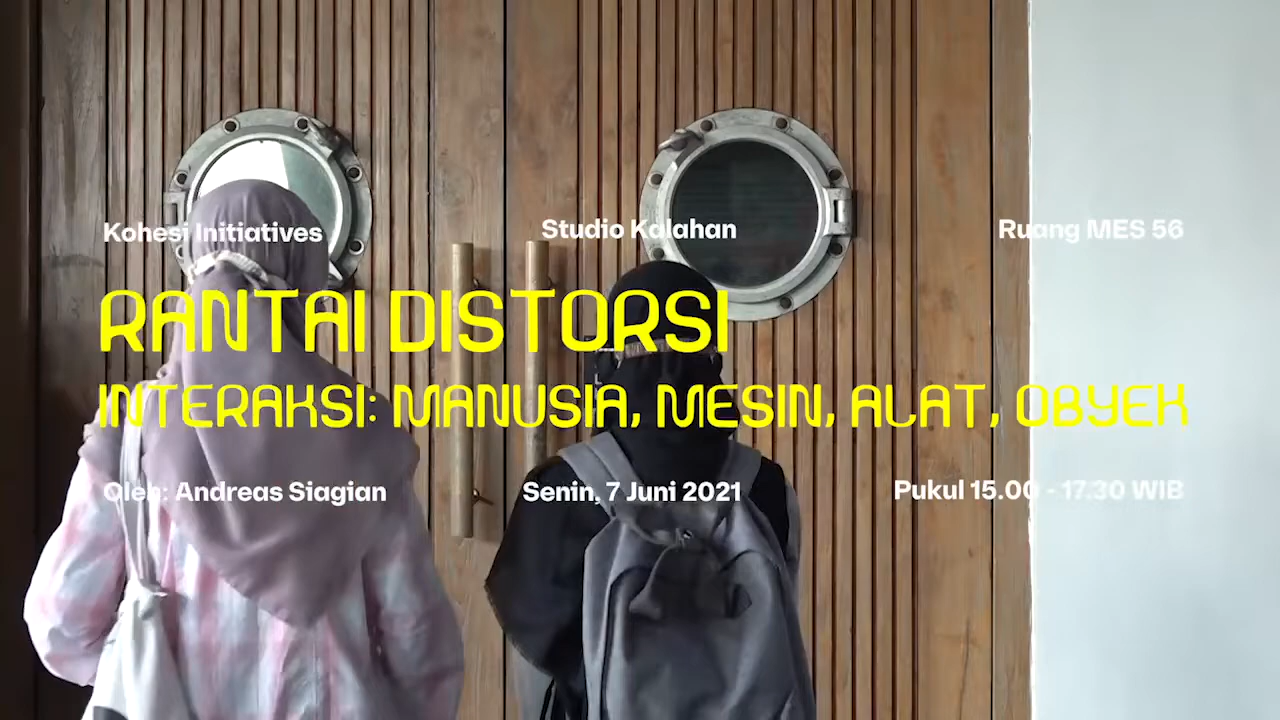 Kohesi Initiatives
Studio Kalahan
Ruang MES 56
RANTAI DISTORSI
INTERAKSI: MANUSIA, MESIN, ALAT, OBYEK
Oleh: Andreas Siagian
Senin, 7 Juni 2021
Pukul 15.00 - 17.30 WIB